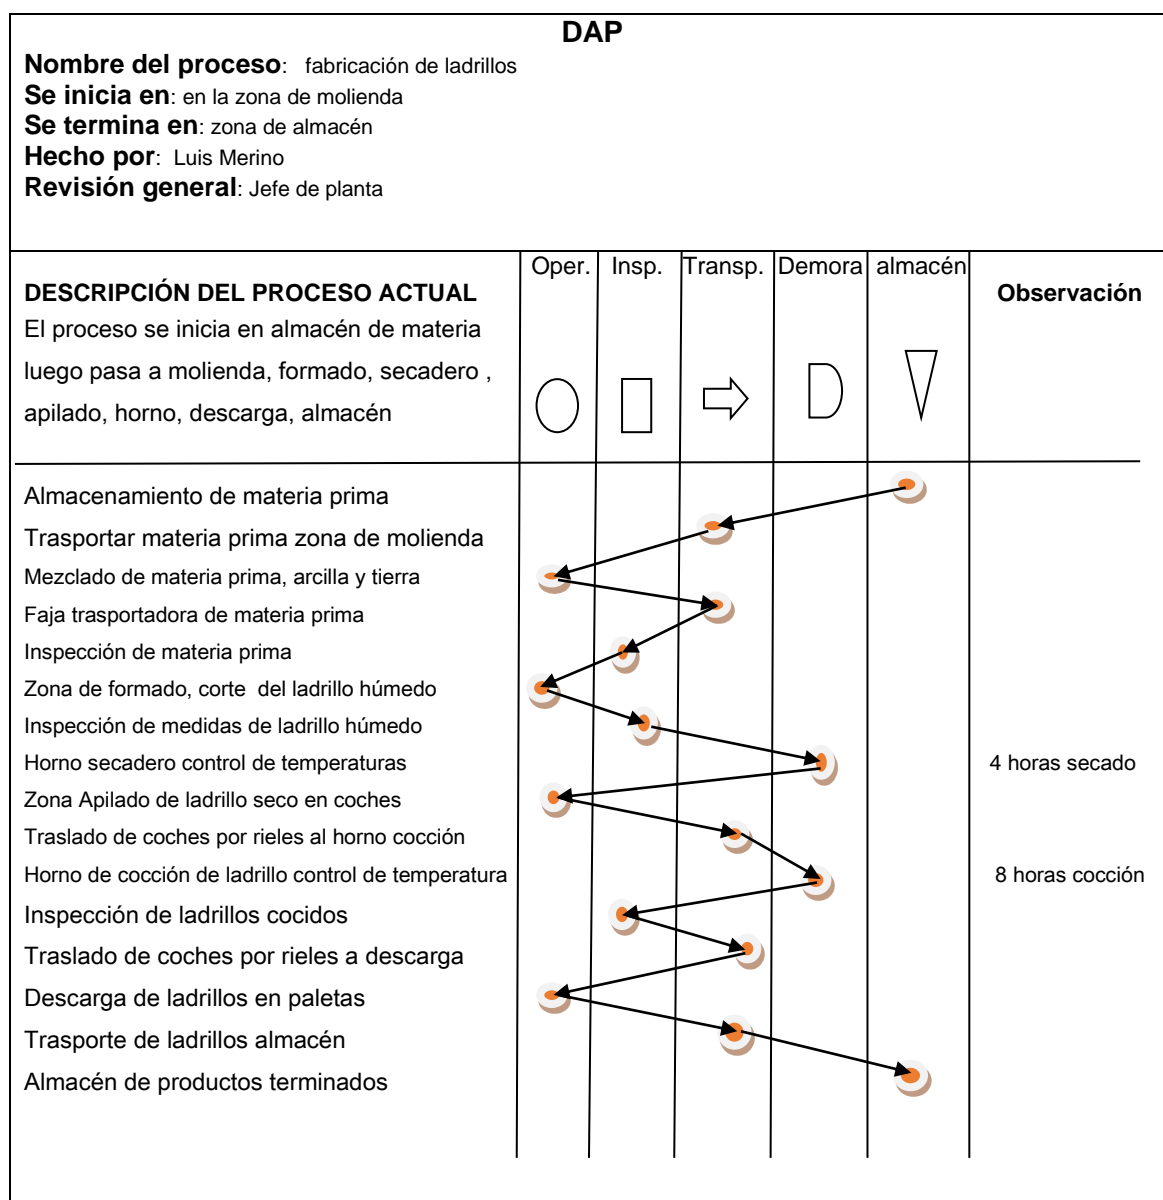 DAP
Nombre del proceso: fabricación de ladrillos
Se inicia en: en la zona de molienda
Se termina en: zona de almacén
Hecho por: Luis Merino
Revisión general: Jefe de planta
Oper. Insp. Transp. Demora almacén
DESCRIPCIÓN DEL PROCESO ACTUAL Observación
El proceso se inicia en almacén de materia
luego pasa a molienda, formado, secadero ,
apilado, horno, descarga, almacén
Almacenamiento de materia prima
Trasportar materia prima zona de molienda
Mezclado de materia prima, arcilla y tierra
Faja trasportadora de materia prima
Inspección de materia prima
Zona de formado, corte del ladrillo húmedo
Inspección de medidas de ladrillo húmedo
Horno secadero control de temperaturas 4 horas secado
Zona Apilado de ladrillo seco en coches
Traslado de coches por rieles al horno cocción
Horno de cocción de ladrillo control de temperatura 8 horas cocción
Inspección de ladrillos cocidos
Traslado de coches por rieles a descarga
Descarga de ladrillos en paletas
Trasporte de ladrillos almacén
Almacén de productos terminados